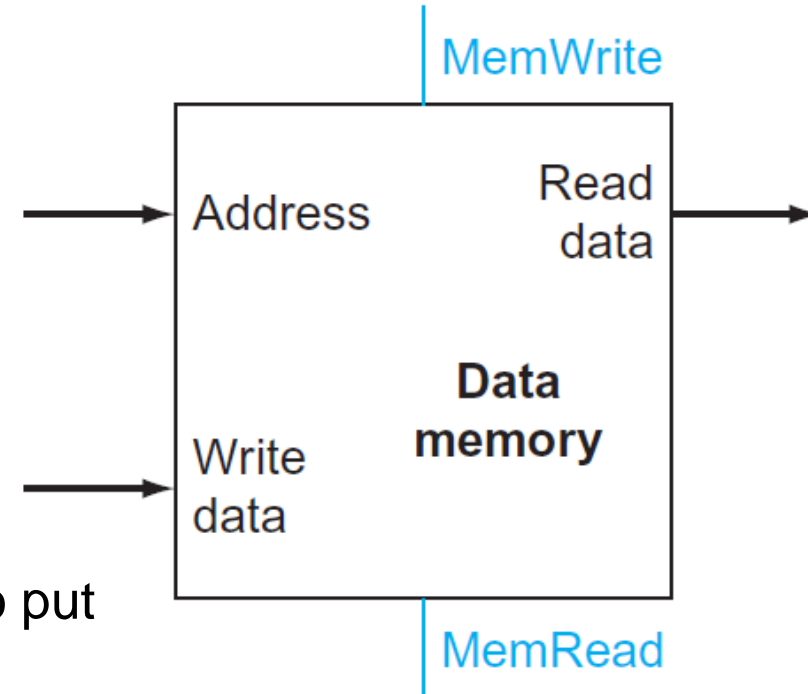 MemWrite
Address
Read
data
Data
memory
Write
data
put
MemRead